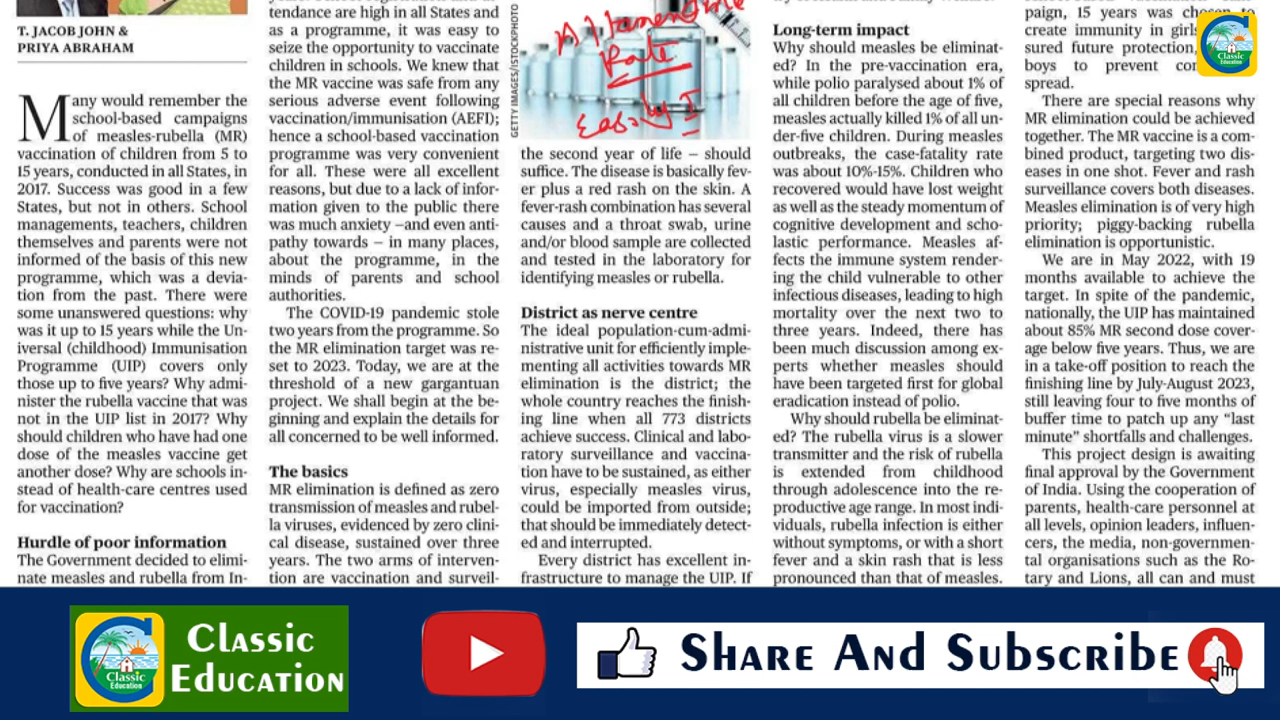 T. JACOB JOHN &
PRIYA ABRAHAM
Many would remember the
school-based campaigns
of measles-rubella (MR)
vaccination of children from 5 to
15 years, conducted in all States, in
2017. Success was good in a few
States, but not in others. School
managements, teachers, children
themselves and parents were not
informed of the basis of this new
programme, which was a devia-
tion from the past. There were
some unanswered questions: why
was it up to 15 years while the Un-
iversal (childhood) Immunisation
Programme (UIP) covers only
those up to five years? Why admi-
nister the rubella vaccine that was
not in the UIP list in 2017? Why
should children who have had one
dose of the measles vaccine get
another dose? Why are schools in-
stead of health-care centres used
for vaccination?
Hurdle of poor information
The Government decided to elimi-
nate measles and rubella from In-
tendance are high in all States and
as a programme, it was easy to
seize the opportunity to vaccinate
children in schools. We knew that
the MR vaccine was safe from any
serious adverse event following
vaccination/immunisation (AEFI);
hence a school-based vaccination
programme was very convenient
for all. These were all excellent
reasons, but due to a lack of infor-
mation given to the public there
was much anxiety –and even anti-
pathy towards – in many places,
about the programme, in the
minds of parents and school
authorities.
The COVID-19 pandemic stole
two years from the programme. So
the MR elimination target was re-
set to 2023. Today, we are at the
threshold of a new gargantuan
project. We shall begin at the be-
ginning and explain the details for
all concerned to be well informed.
The basics
MR elimination is defined as zero
transmission of measles and rubel-
la viruses, evidenced by zero clini-
cal disease, sustained over three
years. The two arms of interven-
tion are vaccination and surveil-
GETTY IMAGES/ISTOCKPHOTO
Rate
Easily I
the second year of life – should
suffice. The disease is basically fev-
er plus a red rash on the skin. A
fever-rash combination has several
causes and a throat swab, urine
and/or blood sample are collected
and tested in the laboratory for
identifying measles or rubella.
District as nerve centre
The ideal population-cum-admi-
nistrative unit for efficiently imple-
menting all activities towards MR
elimination is the district; the
whole country reaches the finish-
ing line when all 773 districts
achieve success. Clinical and labo-
ratory surveillance and vaccina-
tion have to be sustained, as either
virus, especially measles virus,
could be imported from outside;
that should be immediately detect-
ed and interrupted.
Every district has excellent in-
frastructure to manage the UIP. If
Long-term impact
Why should measles be eliminat-
ed? In the pre-vaccination era,
while polio paralysed about 1% of
all children before the age of five,
measles actually killed 1% of all un-
der-five children. During measles
outbreaks, the case-fatality rate
was about 10%-15%. Children who
recovered would have lost weight
as well as the steady momentum of
cognitive development and scho-
lastic performance. Measles af-
fects the immune system render-
ing the child vulnerable to other
infectious diseases, leading to high
mortality over the next two to
three years. Indeed, there has
been much discussion among ex-
perts whether measles should
have been targeted first for global
eradication instead of polio.
Why should rubella be eliminat-
ed? The rubella virus is a slower
transmitter and the risk of rubella
is extended from childhood
through adolescence into the re-
productive age range. In most indi-
viduals, rubella infection is either
without symptoms, or with a short
fever and a skin rash that is less
pronounced than that of measles.
paign, 15 years was chosen to
create immunity in girls
sured future protection,
boys to prevent
spread.
There are special reasons why
MR elimination could be achieved
together. The MR vaccine is a com-
bined product, targeting two dis-
eases in one shot. Fever and rash
surveillance covers both diseases.
Measles elimination is of very high
priority; piggy-backing rubella
elimination is opportunistic.
We are in May 2022, with 19
months available to achieve the
target. In spite of the pandemic,
nationally, the UIP has maintained
about 85% MR second dose cover-
age below five years. Thus, we are
in a take-off position to reach the
finishing line by July-August 2023,
still leaving four to five months of
buffer time to patch up any “last
minute” shortfalls and challenges.
This project design is awaiting
final approval by the Government
of India. Using the cooperation of
parents, health-care personnel at
all levels, opinion leaders, influen-
cers, the media, non-governmen-
tal organisations such as the Ro-
tary and Lions, all can and must
Classic
Education
Classic
Education
Classic
Education
Share And Subscribe